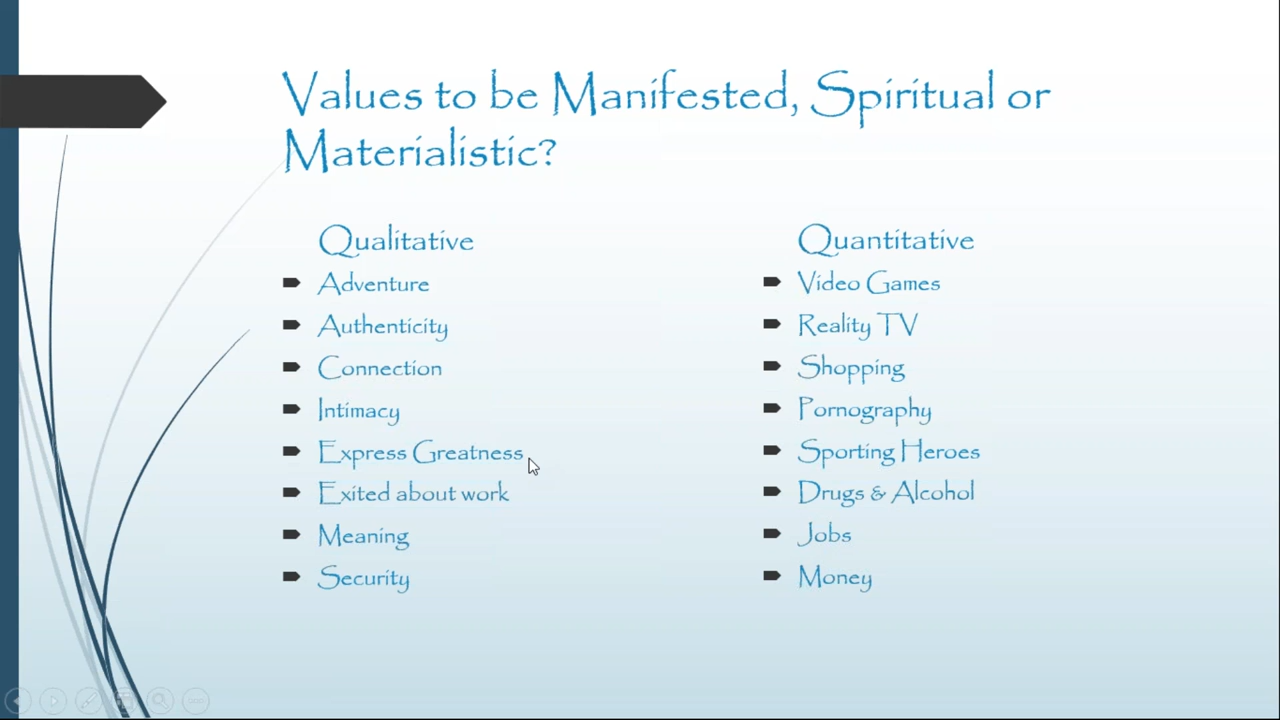 Values to be Manifested, Spiritual or
Materialistic?
Qualitative
Adventure
Authenticity
Connection
Intimacy
Express Greatness
Exited about work
Meaning
Security
Quantitative
Video Games
Reality TV
Shopping
Pornography
Sporting Heroes
Drugs & Alcohol
Jobs
Money